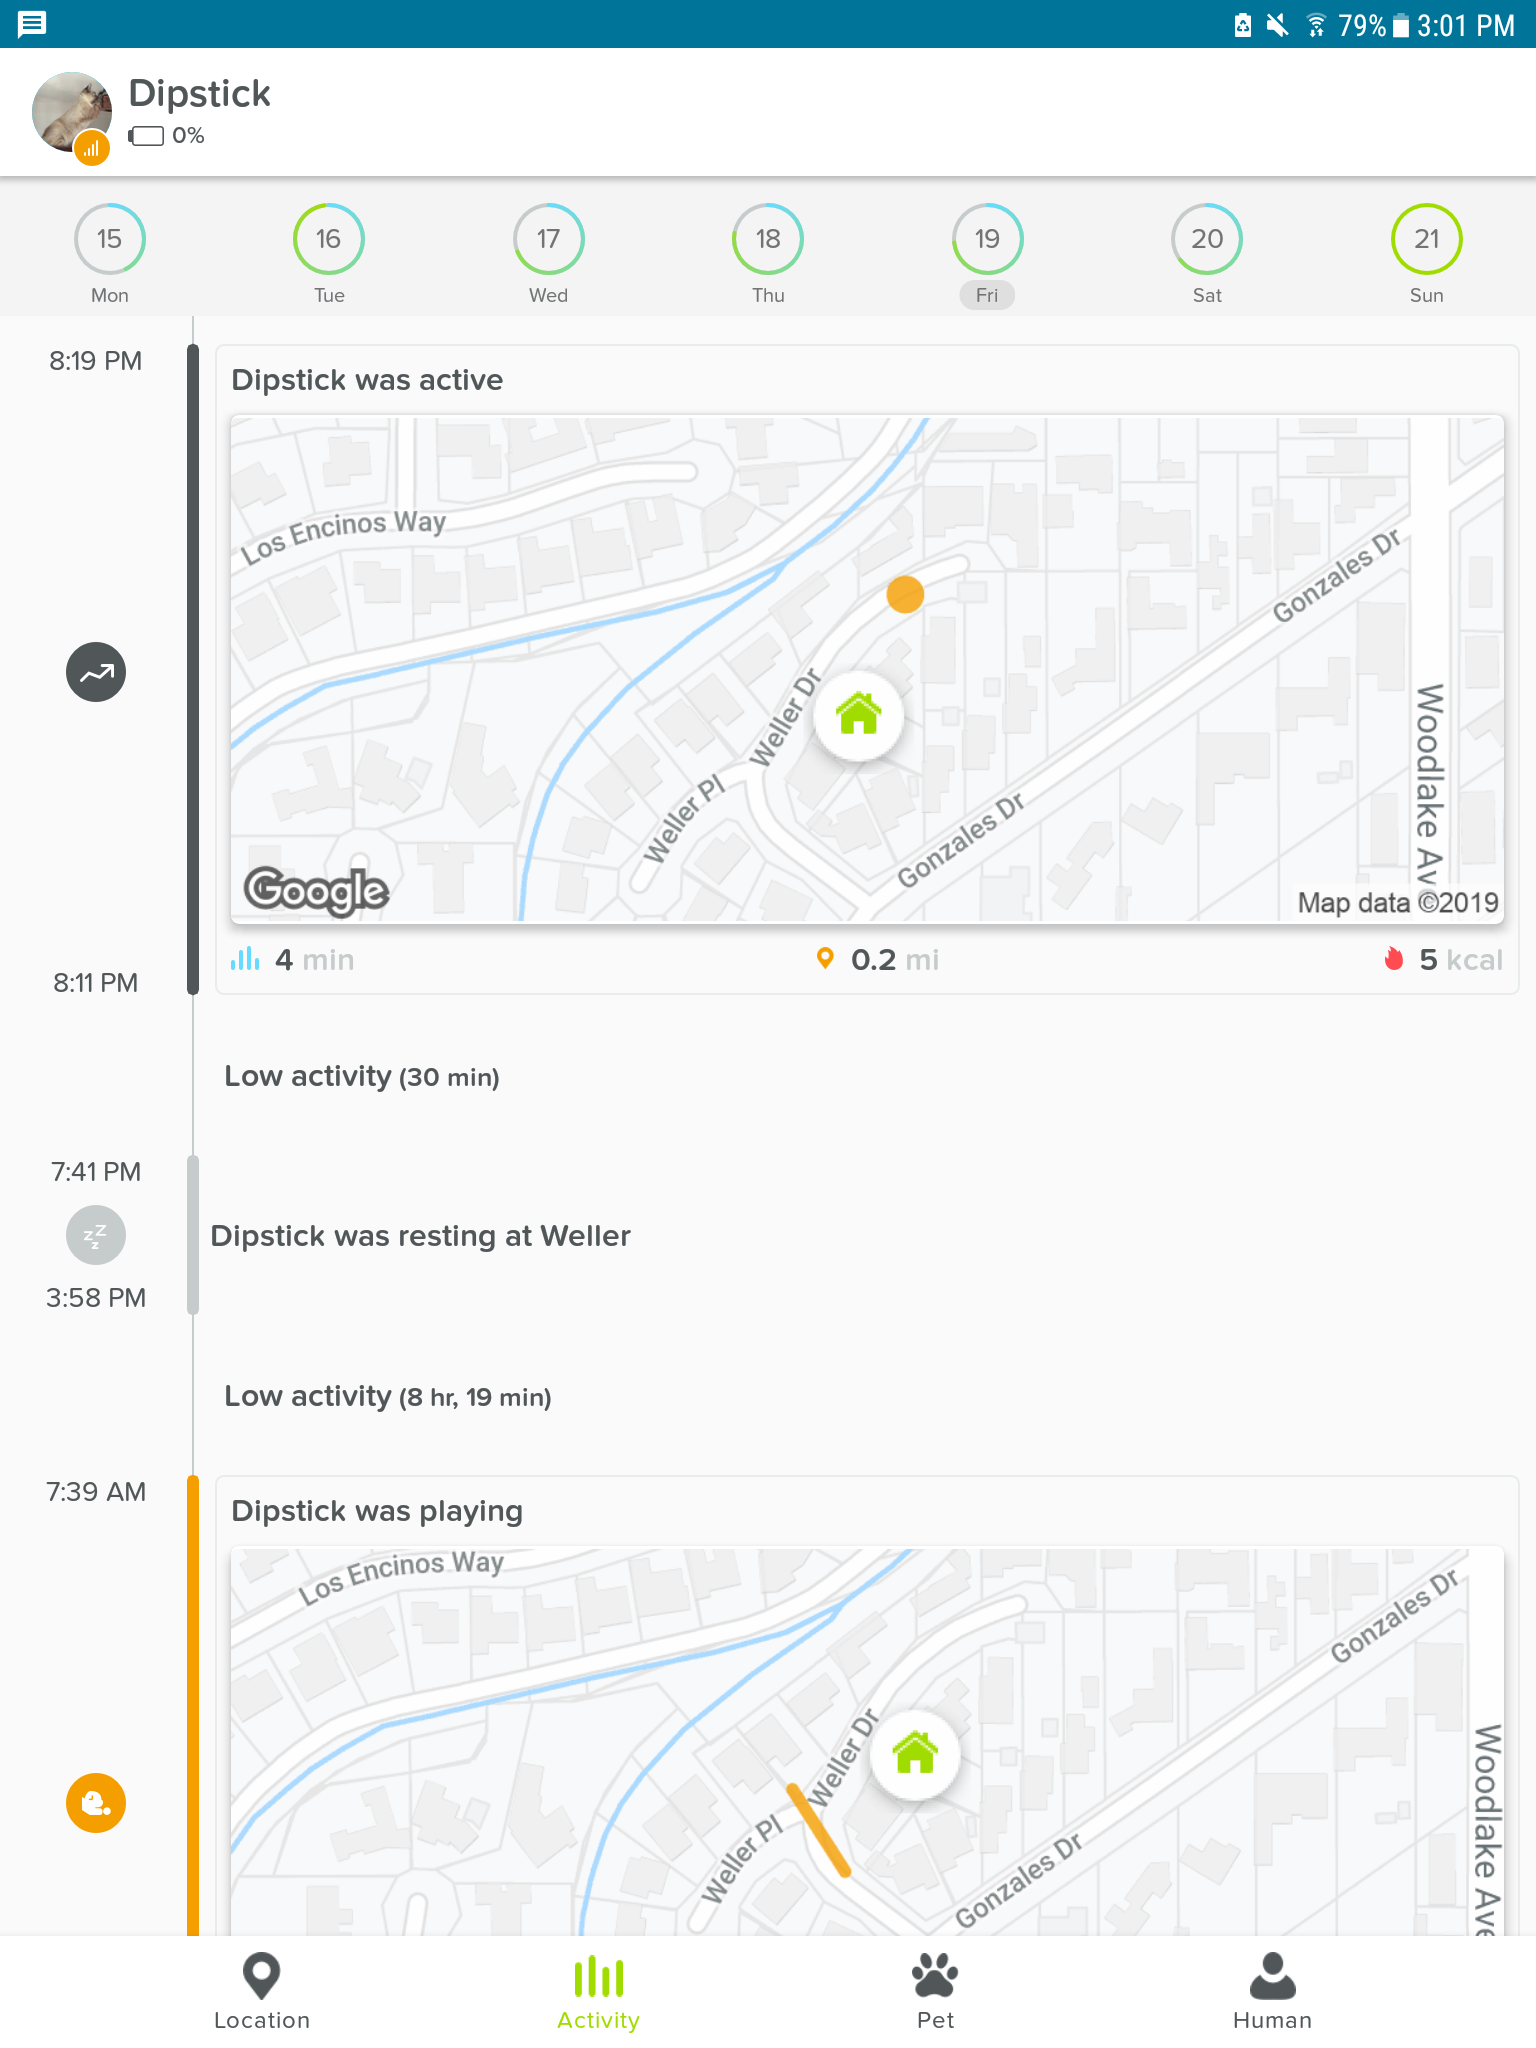 79% 3:01 PM
Dipstick
0%
15 16 17 18 19 20 21
Mon Tue Wed Thu Fri Sat Sun
8:19 PM
Dipstick was active
Los Encinos Way
Gonzales Dr
Weller Dr
Woodlake Av
Weller Pl
Gonzales Dr
Google
Map data ©2019
4 min 0.2 mi 5 kcal
8:11 PM
Low activity (30 min)
7:41 PM
zzz
Dipstick was resting at Weller
3:58 PM
Low activity (8 hr, 19 min)
7:39 AM
Dipstick was playing
Los Encinos Way
Gonzales Dr
Weller Dr
Woodlake Ave
Weller Pl
Gonzales Dr
Location Activity Pet Human